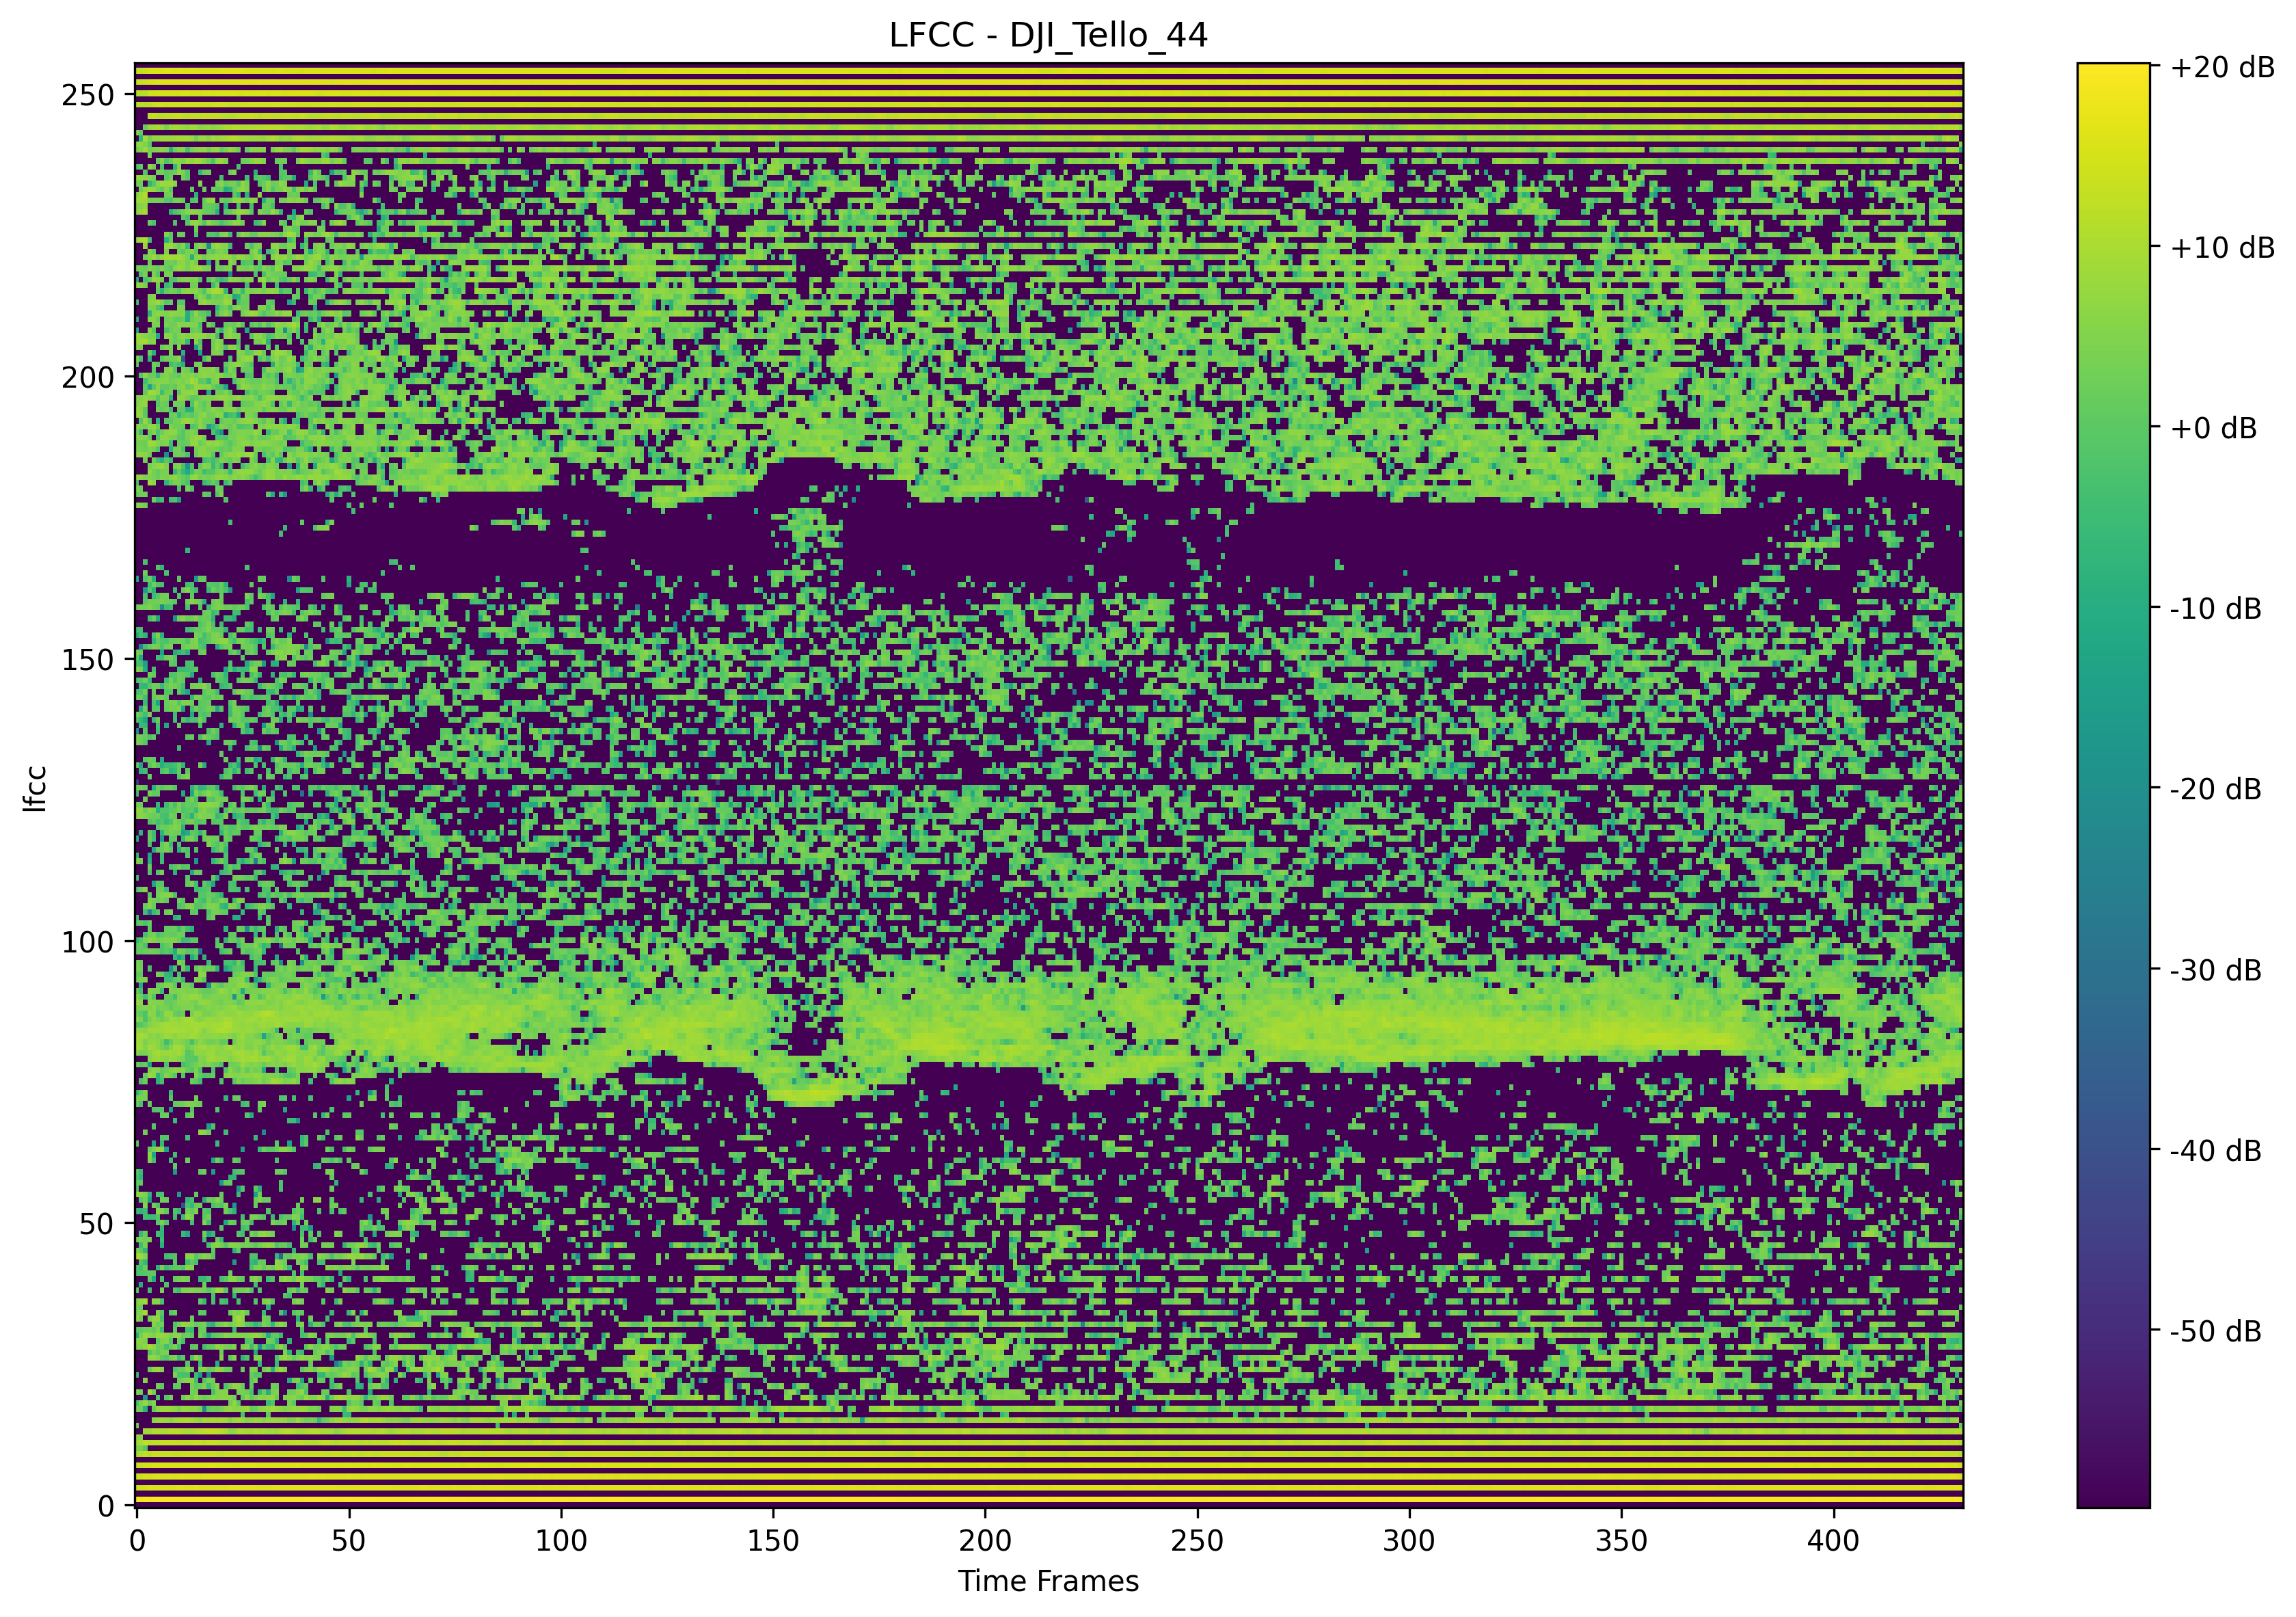 LFCC - DJI_Tello_44
lfcc
250
200
150
100
50
0
0 50 100 150 200 250 300 350 400
Time Frames
+20 dB
+10 dB
+0 dB
-10 dB
-20 dB
-30 dB
-40 dB
-50 dB